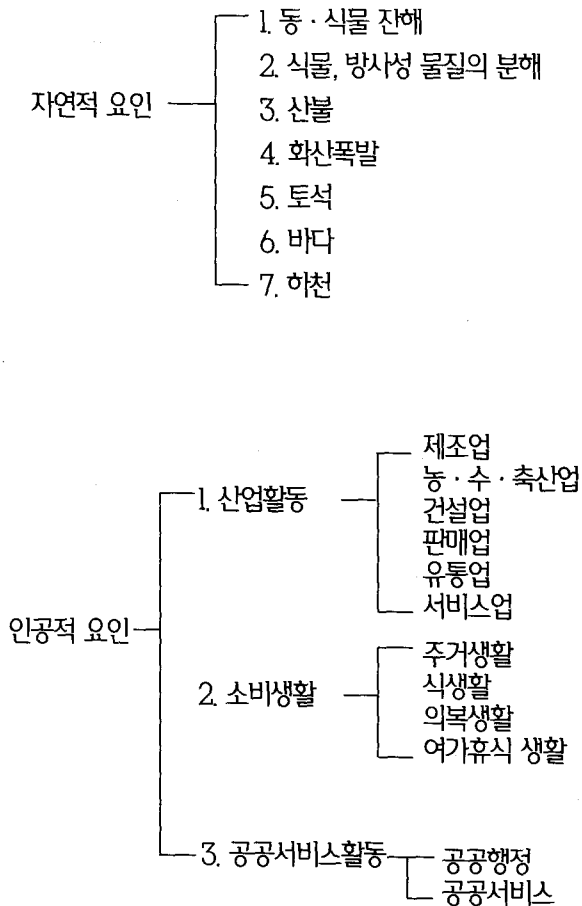 1. 동 · 식물 잔해
2. 식물, 방사성 물질의 분해
자연적 요인
3. 산불
4. 화산폭발
5. 토석
6. 바다
7. 하천
제조업
농 · 수 · 축산업
1. 산업활동
건설업
판매업
유통업
서비스업
인공적 요인
주거생활
식생활
2. 소비생활
의복생활
여가휴식 생활
3. 공공서비스활동
공공행정
공공서비스